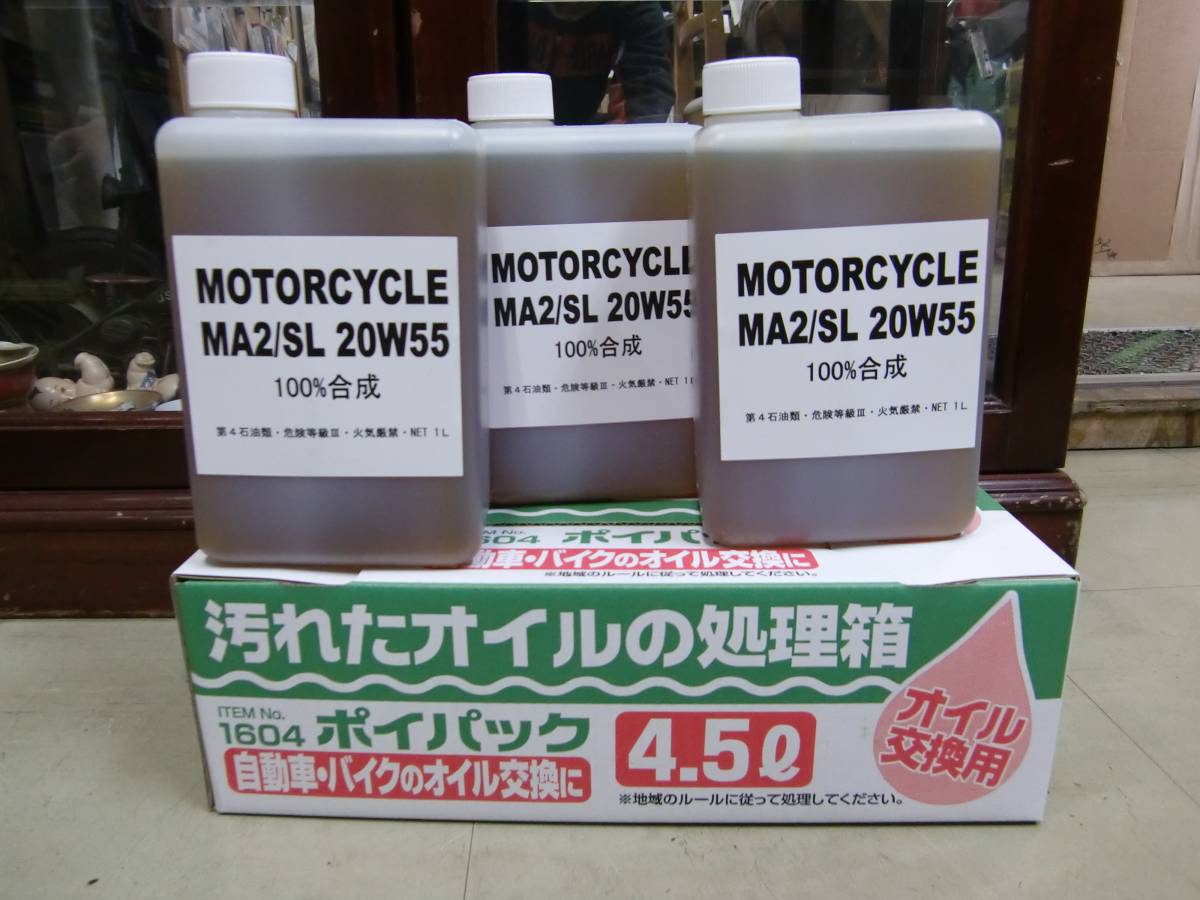 MOTORCYCLE
MA2/SL 20W55
100%合成
第4石油類・危険等級Ⅲ・火気厳禁・NET 1L
MOTORCYCLE
MA2/SL 20W55
100%合成
第4石油類・危険等級Ⅲ・火気厳禁・NET 1
MOTORCYCLE
MA2/SL 20W55
100%合成
第4石油類・危険等級Ⅲ・火気厳禁・NET 1L
No.
1604 ポイパッ
動車・バイクのオイル交換に
※地域のルールに従って処理してください。
汚れたオイルの処理箱
ITEM No.
1604 ポイパック
自動車・バイクのオイル交換に
4.5ℓ
※地域のルールに従って処理してください。
オイル
交換用